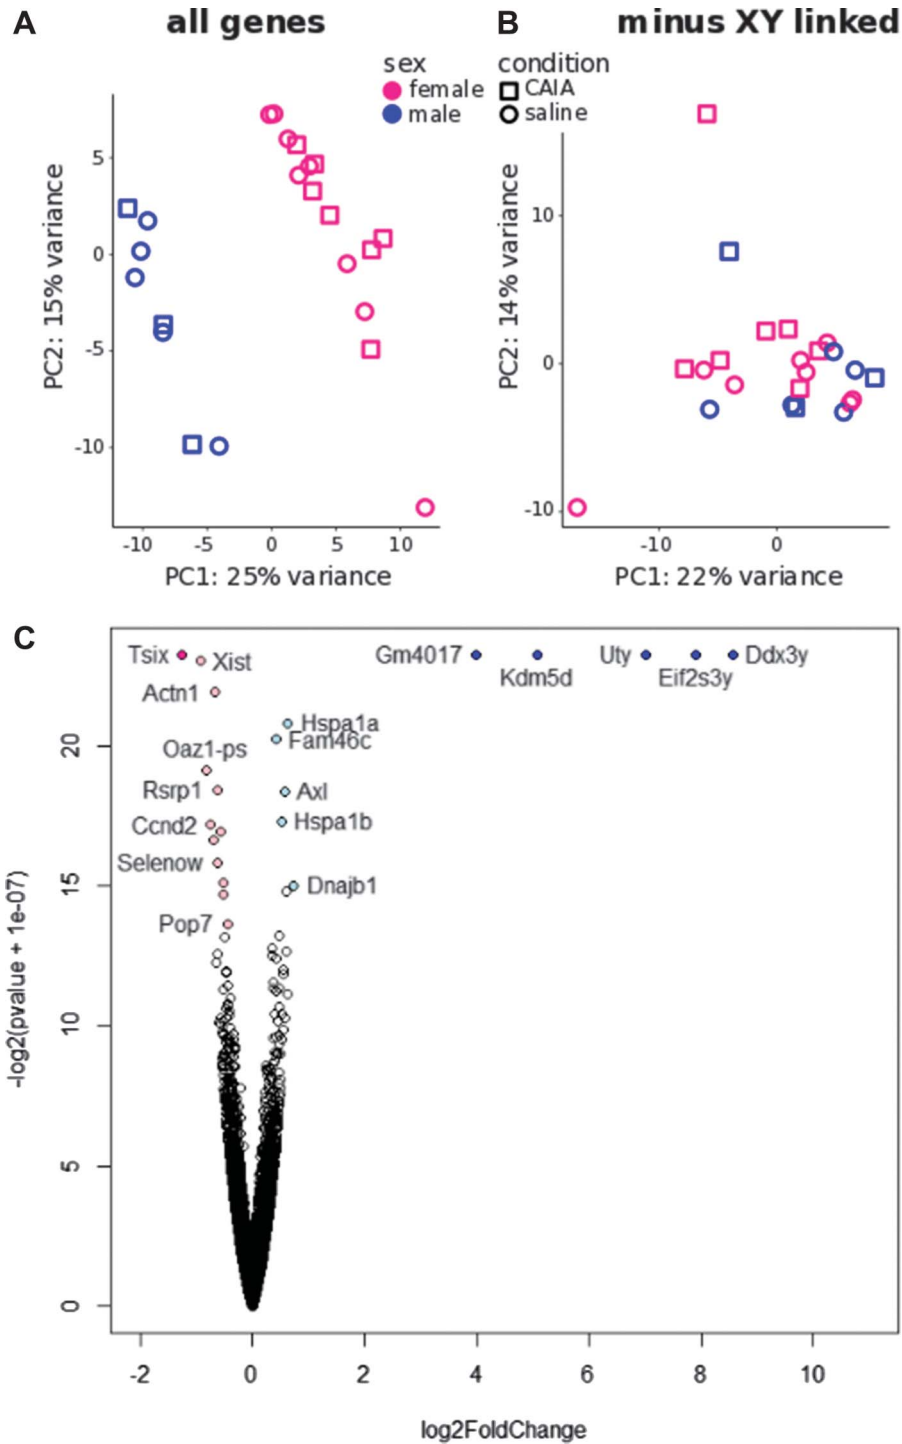 A all genes
B minus XY linked
sex condition
female CAIA
male saline
PC2: 15% variance
5
0
-5
-10
-10 -5 0 5 10
PC1: 25% variance
PC2: 14% variance
10
0
-10
-10 0
PC1: 22% variance
C
Tsix Xist Gm4017 Uty Ddx3y
Kdm5d Eif2s3y
Actn1
Hspa1a
Fam46c
Oaz1-ps
Rsrp1 Axl
Ccnd2 Hspa1b
Selenow
Dnajb1
Pop7
-log2(pvalue + 1e-07)
20
15
10
5
0
-2 0 2 4 6 8 10
log2FoldChange